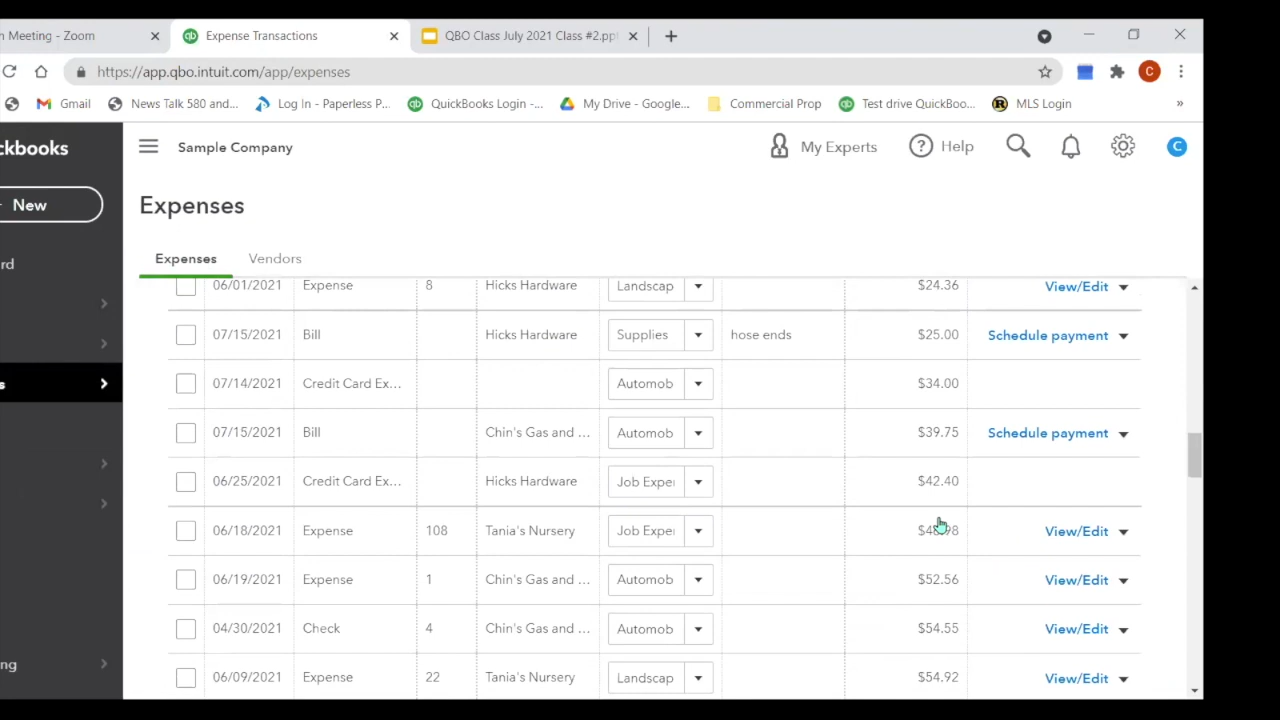 n Meeting - Zoom
Expense Transactions
QBO Class July 2021 Class #2.pp
https://app.qbo.intuit.com/app/expenses
C
Gmail
News Talk 580 and...
Log In - Paperless P...
QuickBooks Login -...
My Drive - Google...
Commercial Prop
Test drive QuickBoo...
MLS Login
»
ckbooks
Sample Company
My Experts
Help
C
New
Expenses
rd
Expenses Vendors
06/01/2021 Expense 8 Hicks Hardware Landscap $24.36 View/Edit
07/15/2021 Bill Hicks Hardware Supplies hose ends $25.00 Schedule payment
s
07/14/2021 Credit Card Ex... Automob $34.00
07/15/2021 Bill Chin's Gas and ... Automob $39.75 Schedule payment
06/25/2021 Credit Card Ex... Hicks Hardware Job Expe $42.40
06/18/2021 Expense 108 Tania's Nursery Job Expe View/Edit
06/19/2021 Expense 1 Chin's Gas and ... Automob $52.56 View/Edit
04/30/2021 Check 4 Chin's Gas and ... Automob $54.55 View/Edit
ng
06/09/2021 Expense 22 Tania's Nursery Landscap $54.92 View/Edit